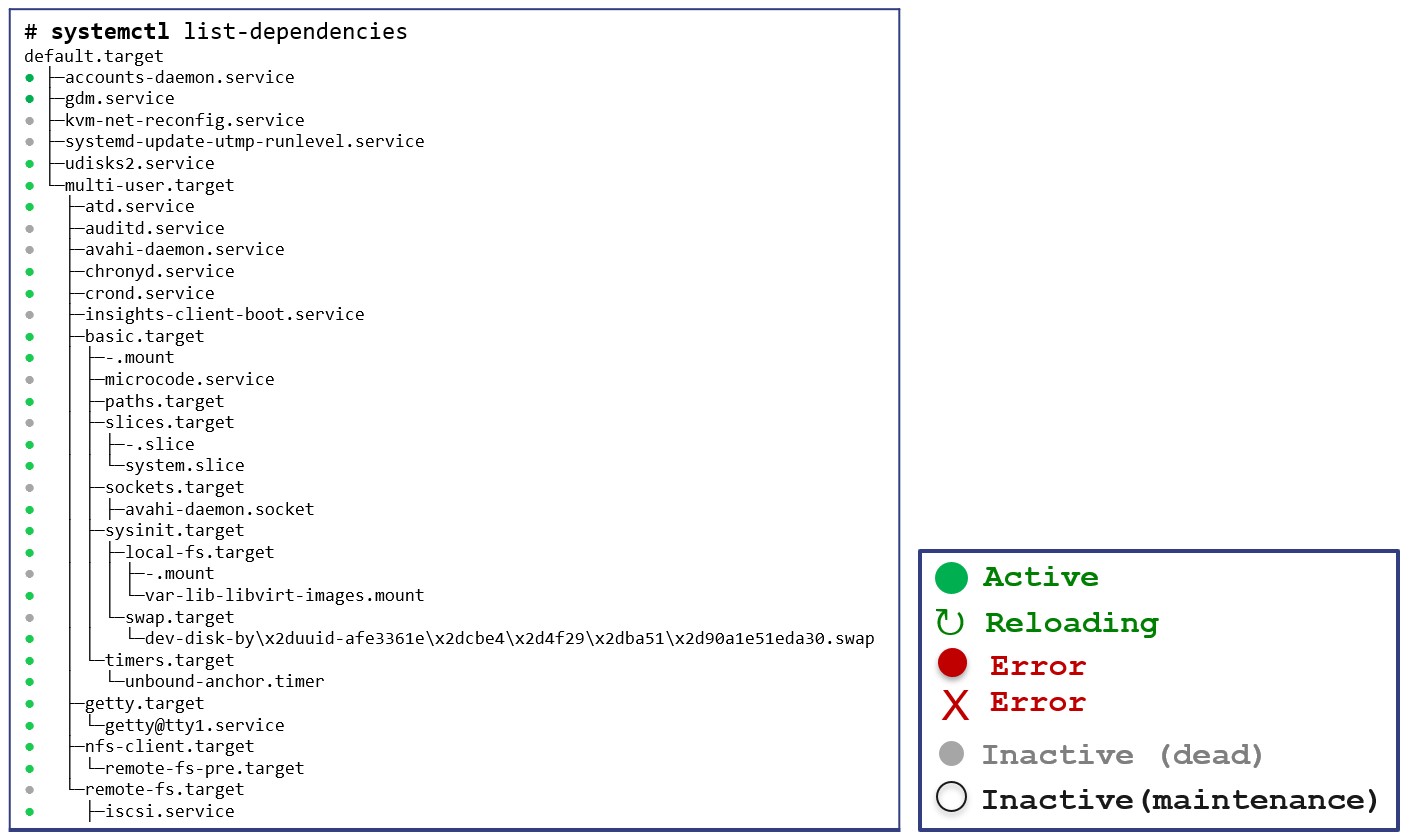 # systemctl list-dependencies
default.target
● ├─accounts-daemon.service
● ├─gdm.service
● ├─kvm-net-reconfig.service
● ├─systemd-update-utmp-runlevel.service
● ├─udisks2.service
● └─multi-user.target
●   ├─atd.service
●   ├─auditd.service
●   ├─avahi-daemon.service
●   ├─chronyd.service
●   ├─crond.service
●   ├─insights-client-boot.service
●   ├─basic.target
●   │ ├─-.mount
●   │ ├─microcode.service
●   │ ├─paths.target
●   │ ├─slices.target
●   │ │ ├─-.slice
●   │ │ └─system.slice
●   │ ├─sockets.target
●   │ │ ├─avahi-daemon.socket
●   │ ├─sysinit.target
●   │ │ ├─local-fs.target
●   │ │ │ ├─-.mount
●   │ │ │ └─var-lib-libvirt-images.mount
●   │ │ └─swap.target
●   │ │   └─dev-disk-by\x2duuid-afe3361e\x2dcbe4\x2d4f29\x2dba51\x2d90a1e51eda30.swap
●   │ └─timers.target
●   │   └─unbound-anchor.timer
●   ├─getty.target
●   │ └─getty@tty1.service
●   ├─nfs-client.target
●   │ └─remote-fs-pre.target
●   └─remote-fs.target
●     ├─iscsi.service
● Active
↻ Reloading
● Error
X Error
● Inactive (dead)
○ Inactive(maintenance)